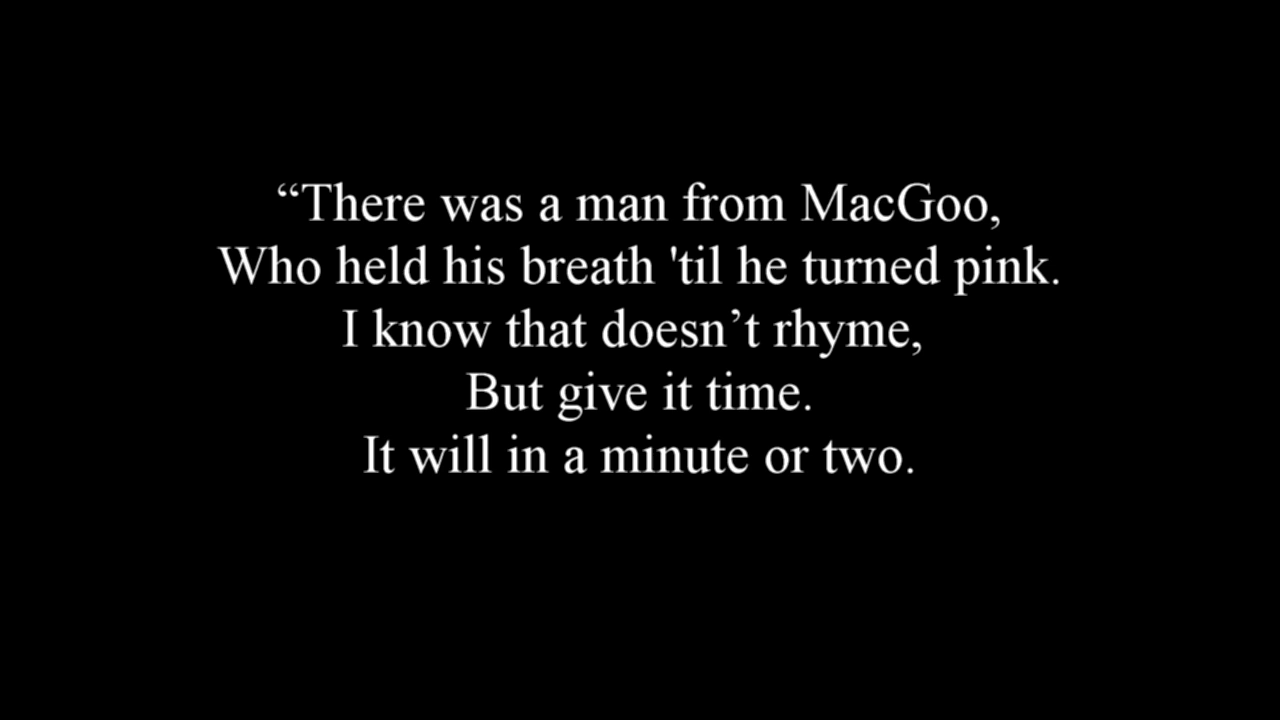 “There was a man from MacGoo,
Who held his breath 'til he turned pink.
I know that doesn’t rhyme,
But give it time.
It will in a minute or two.